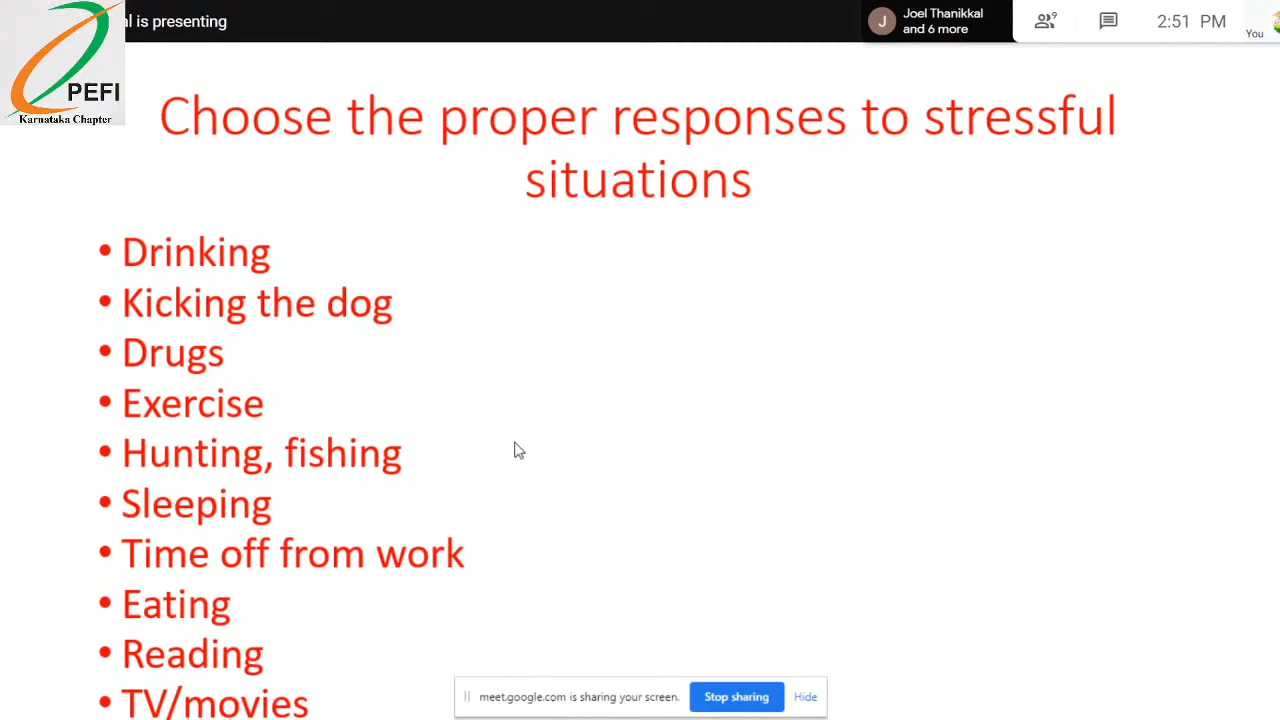 al is presenting
Joel Thanikkal
and 6 more
9
2:51 PM
You
PEFI
Karnataka Chapter
Choose the proper responses to stressful
situations
• Drinking
• Kicking the dog
• Drugs
• Exercise
• Hunting, fishing
• Sleeping
• Time off from work
• Eating
• Reading
• TV/movies
meet.google.com is sharing your screen.
Stop sharing
Hide
J